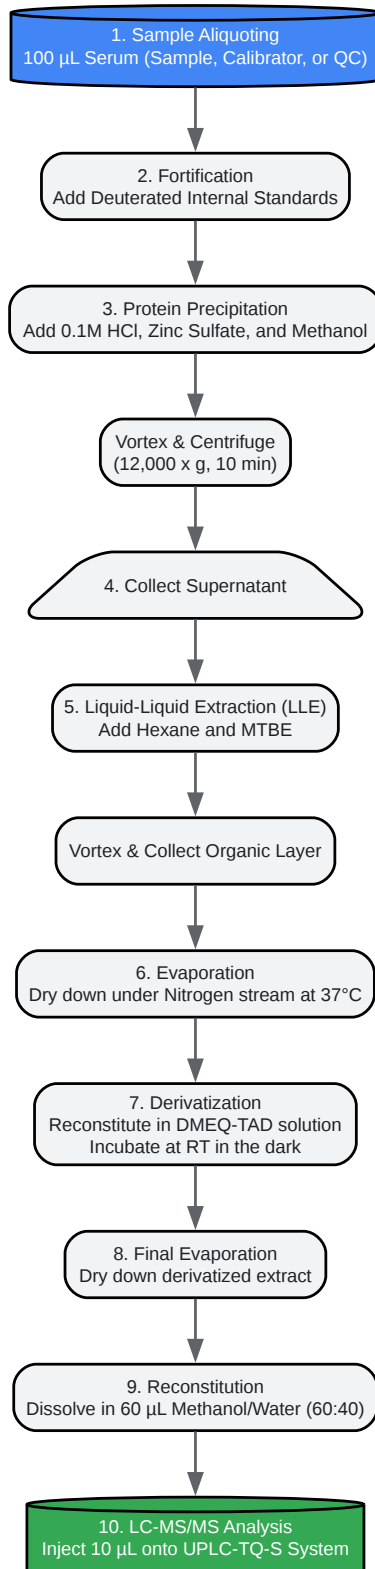 1. Sample Aliquoting
100 µL Serum (Sample, Calibrator, or QC)
2. Fortification
Add Deuterated Internal Standards
3. Protein Precipitation
Add 0.1M HCl, Zinc Sulfate, and Methanol
Vortex & Centrifuge
(12,000 x g, 10 min)
4. Collect Supernatant
5. Liquid-Liquid Extraction (LLE)
Add Hexane and MTBE
Vortex & Collect Organic Layer
6. Evaporation
Dry down under Nitrogen stream at 37°C
7. Derivatization
Reconstitute in DMEQ-TAD solution
Incubate at RT in the dark
8. Final Evaporation
Dry down derivatized extract
9. Reconstitution
Dissolve in 60 µL Methanol/Water (60:40)
10. LC-MS/MS Analysis
Inject 10 µL onto UPLC-TQ-S System